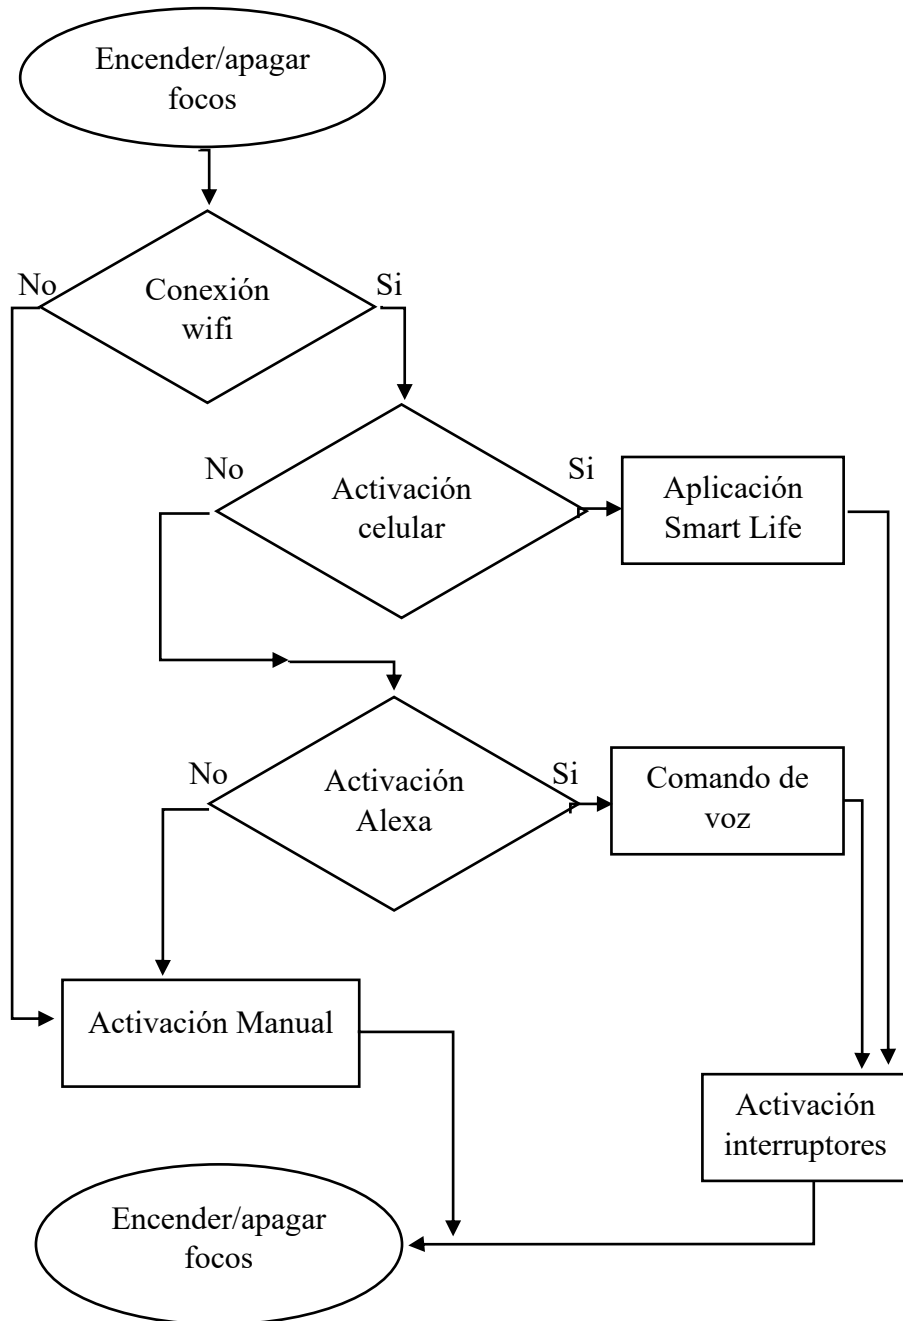 Encender/apagar
focos
No
Si
Conexión
wifi
No
Si
Activación
celular
Aplicación
Smart Life
No
Si
Activación
Alexa
Comando de
voz
Activación Manual
Activación
interruptores
Encender/apagar
focos